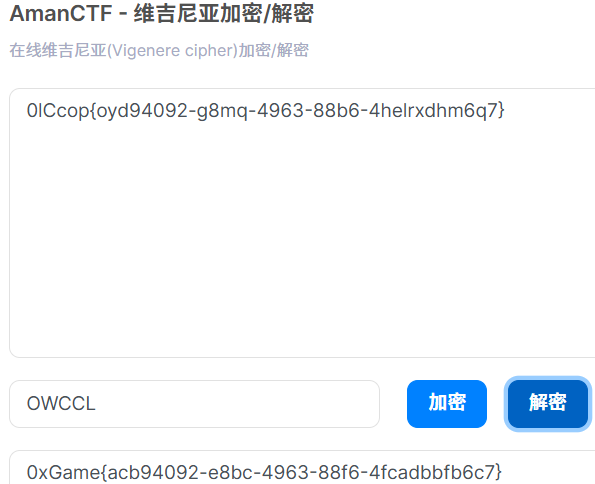 AmanCTF - 维吉尼亚加密/解密
在线维吉尼亚(Vigenere cipher)加密/解密
0lCcop{oyd94092-g8mq-4963-88b6-4helrxdhm6q7}
OWCCL 加密 解密
0xGame{acb94092-e8bc-4963-88f6-4fcadbbfb6c7}